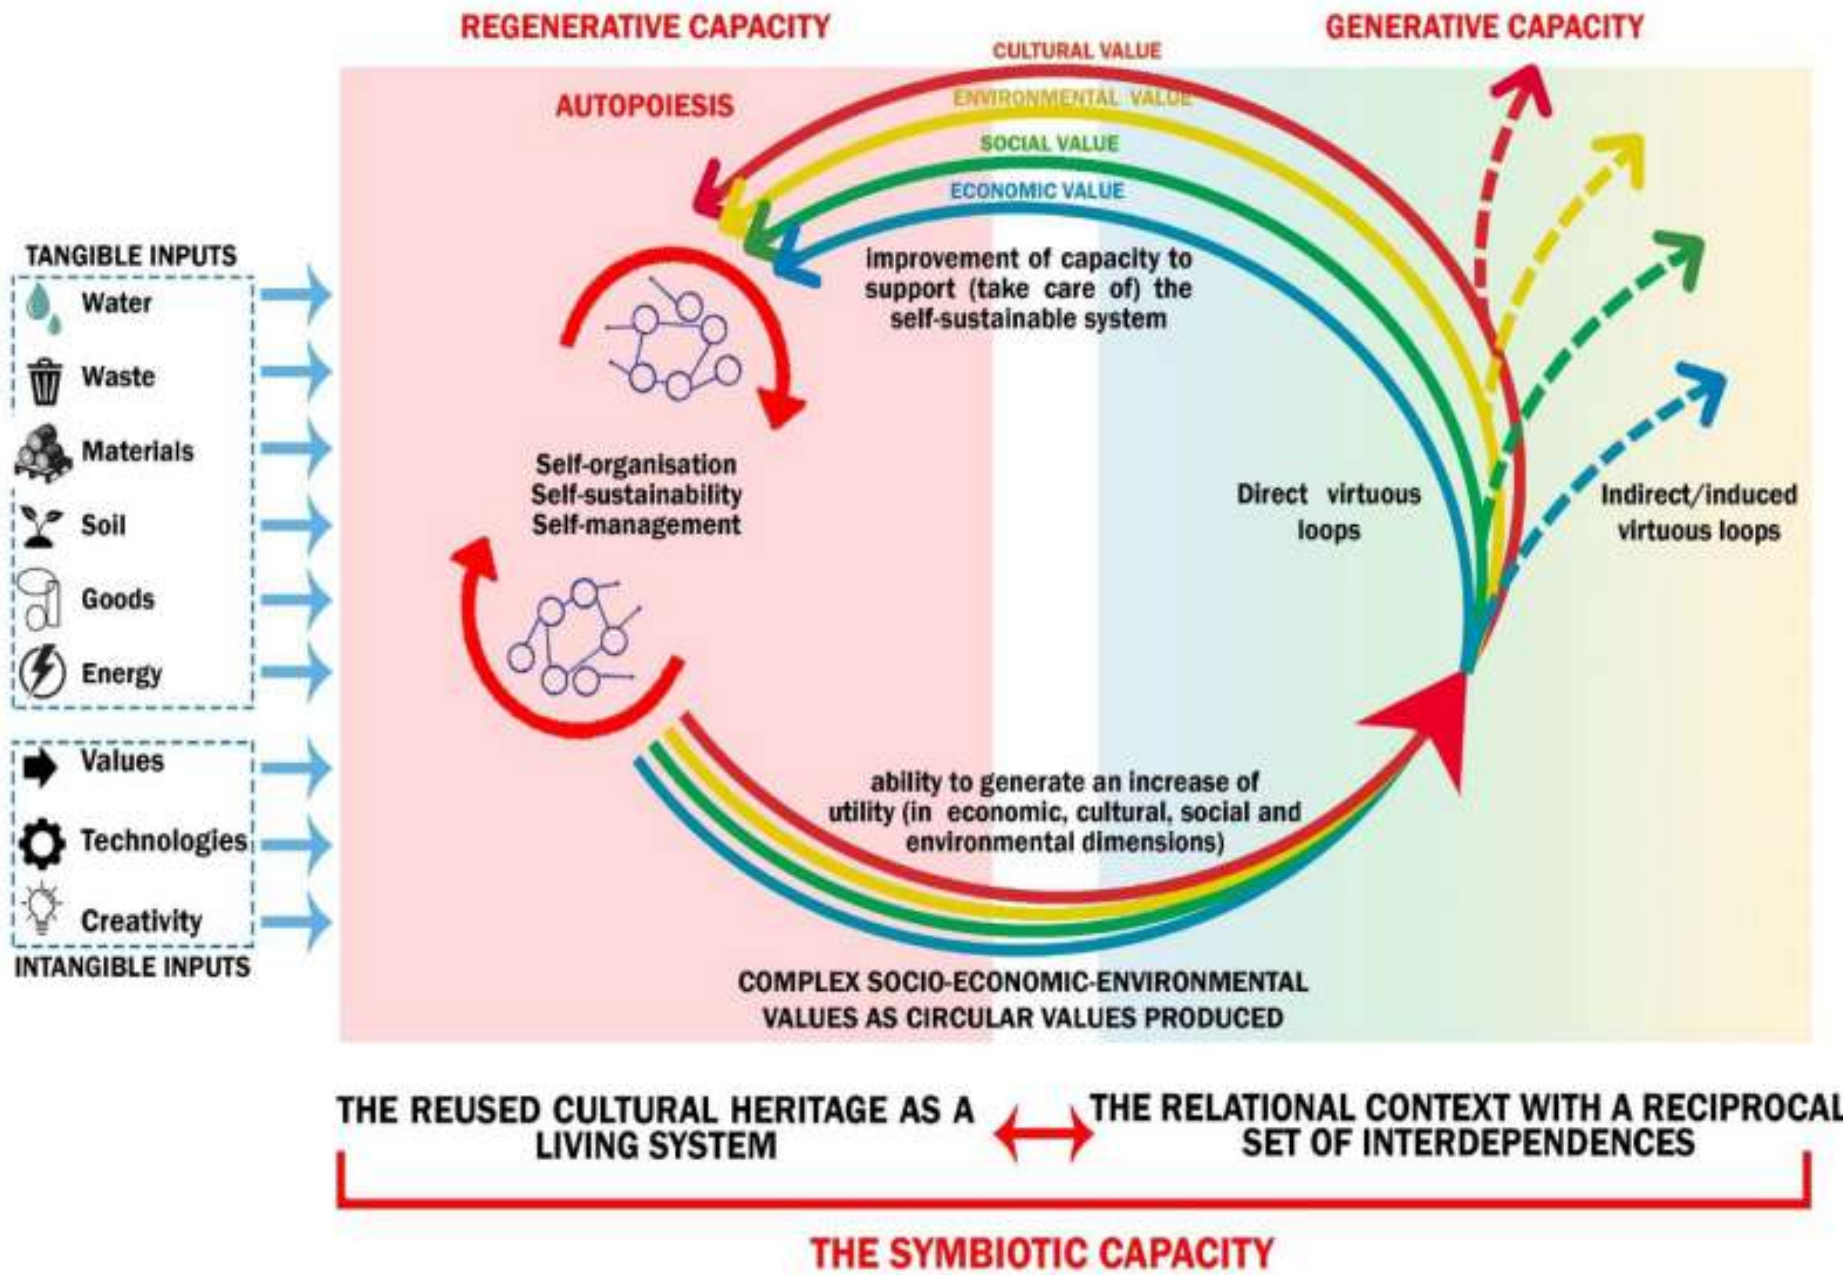 REGENERATIVE CAPACITY
GENERATIVE CAPACITY
CULTURAL VALUE
AUTOPOIESIS
ENVIRONMENTAL VALUE
SOCIAL VALUE
ECONOMIC VALUE
improvement of capacity to
support (take care of) the
self-sustainable system
TANGIBLE INPUTS
Water
Waste
Materials
Soil
Goods
Energy
Values
Technologies
Creativity
INTANGIBLE INPUTS
Self-organisation
Self-sustainability
Self-management
Direct virtuous
loops
Indirect/induced
virtuous loops
ability to generate an increase of
utility (in economic, cultural, social and
environmental dimensions)
COMPLEX SOCIO-ECONOMIC-ENVIRONMENTAL
VALUES AS CIRCULAR VALUES PRODUCED
THE REUSED CULTURAL HERITAGE AS A
LIVING SYSTEM
THE RELATIONAL CONTEXT WITH A RECIPROCAL
SET OF INTERDEPENDENCES
THE SYMBIOTIC CAPACITY